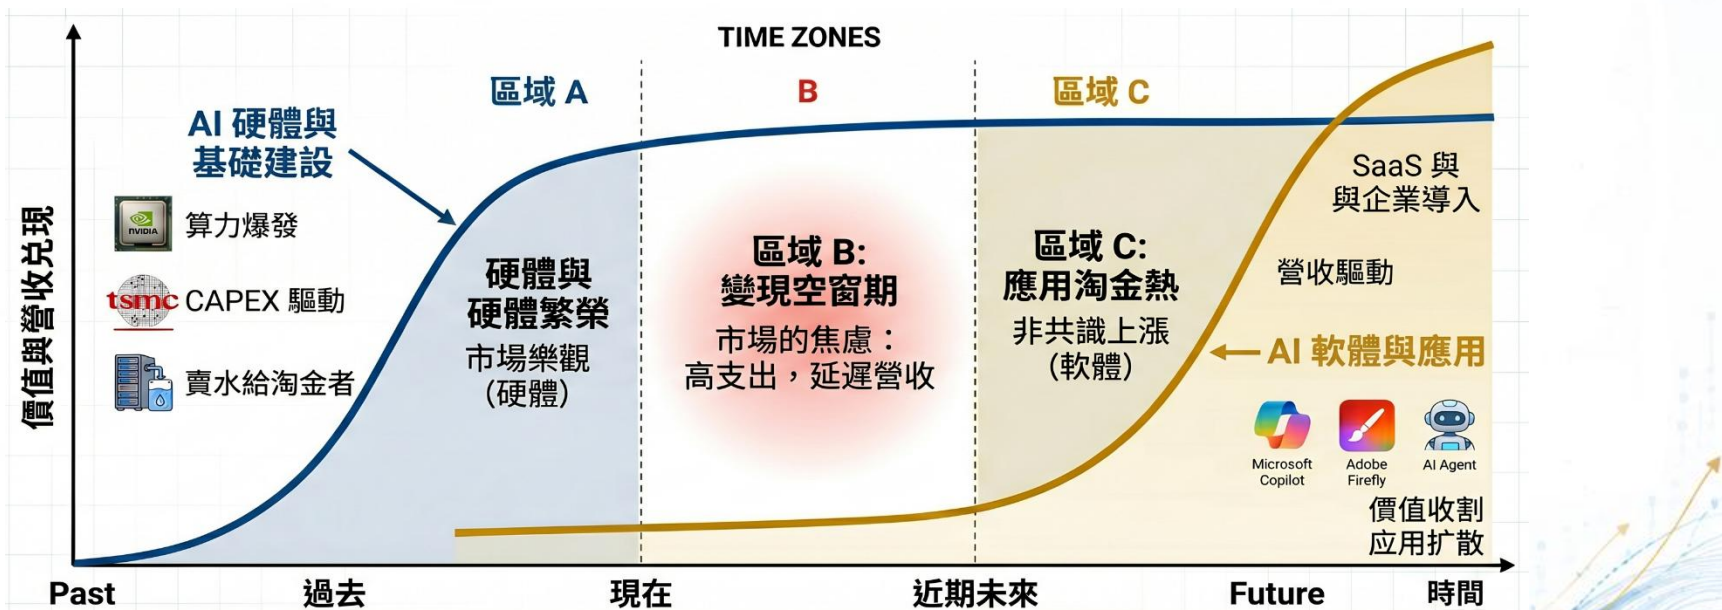 TIME ZONES
區域 A
B
區域 C
AI 硬體與
基礎建設
NVIDIA
算力爆發
tsmc
CAPEX 驅動
賣水給淘金者
價值與營收兑現
硬體與
硬體繁榮
市場樂觀
(硬體)
區域 B:
變現空窗期
市場的焦慮：
高支出，延遲營收
區域 C:
應用淘金熱
非共識上漲
(軟體)
SaaS 與
與企業導入
營收驅動
AI 軟體與應用
Microsoft
Copilot
Adobe
Firefly
AI Agent
價值收割
应用扩散
Past
過去
現在
近期未來
Future
時間